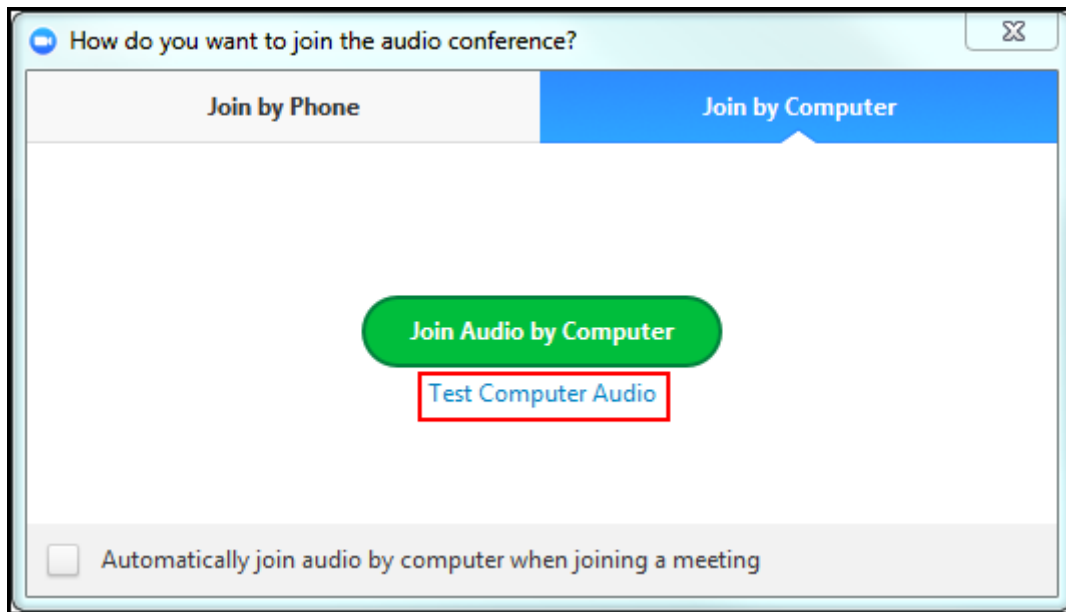 How do you want to join the audio conference?
Join by Phone
Join by Computer
Join Audio by Computer
Test Computer Audio
Automatically join audio by computer when joining a meeting